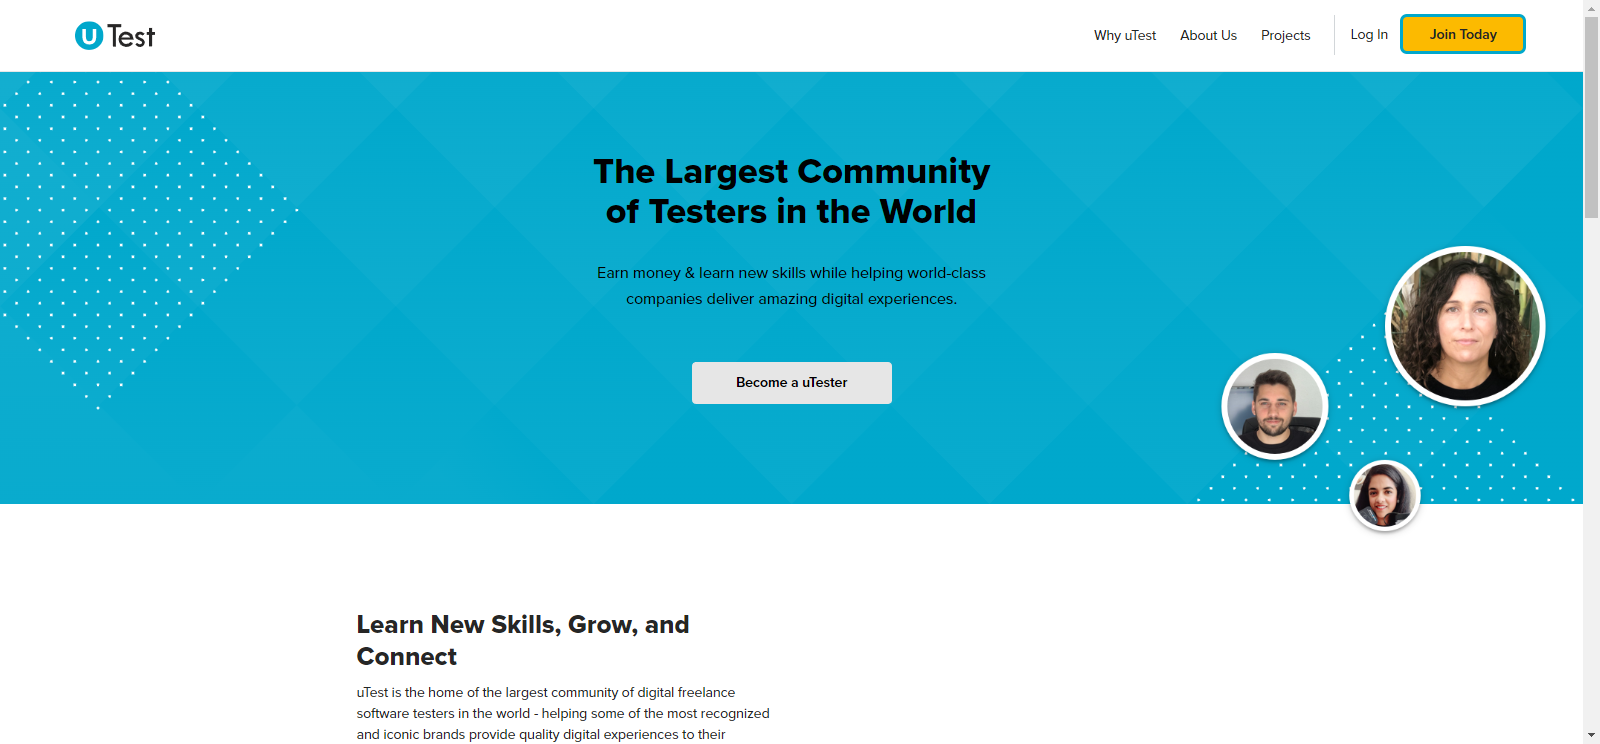 uTest
Why uTest
About Us
Projects
Log In
Join Today
The Largest Community
of Testers in the World
Earn money & learn new skills while helping world-class
companies deliver amazing digital experiences.
Become a uTester
Learn New Skills, Grow, and
Connect
uTest is the home of the largest community of digital freelance
software testers in the world - helping some of the most recognized
and iconic brands provide quality digital experiences to their